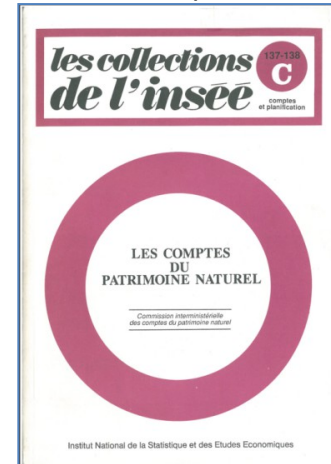 les collections
de l'inséé
137-138
C
comptes
et planification
LES COMPTES
DU
PATRIMOINE NATUREL
Commission interministérielle
des comptes du patrimoine naturel
Institut National de la Statistique et des Etudes Economiques